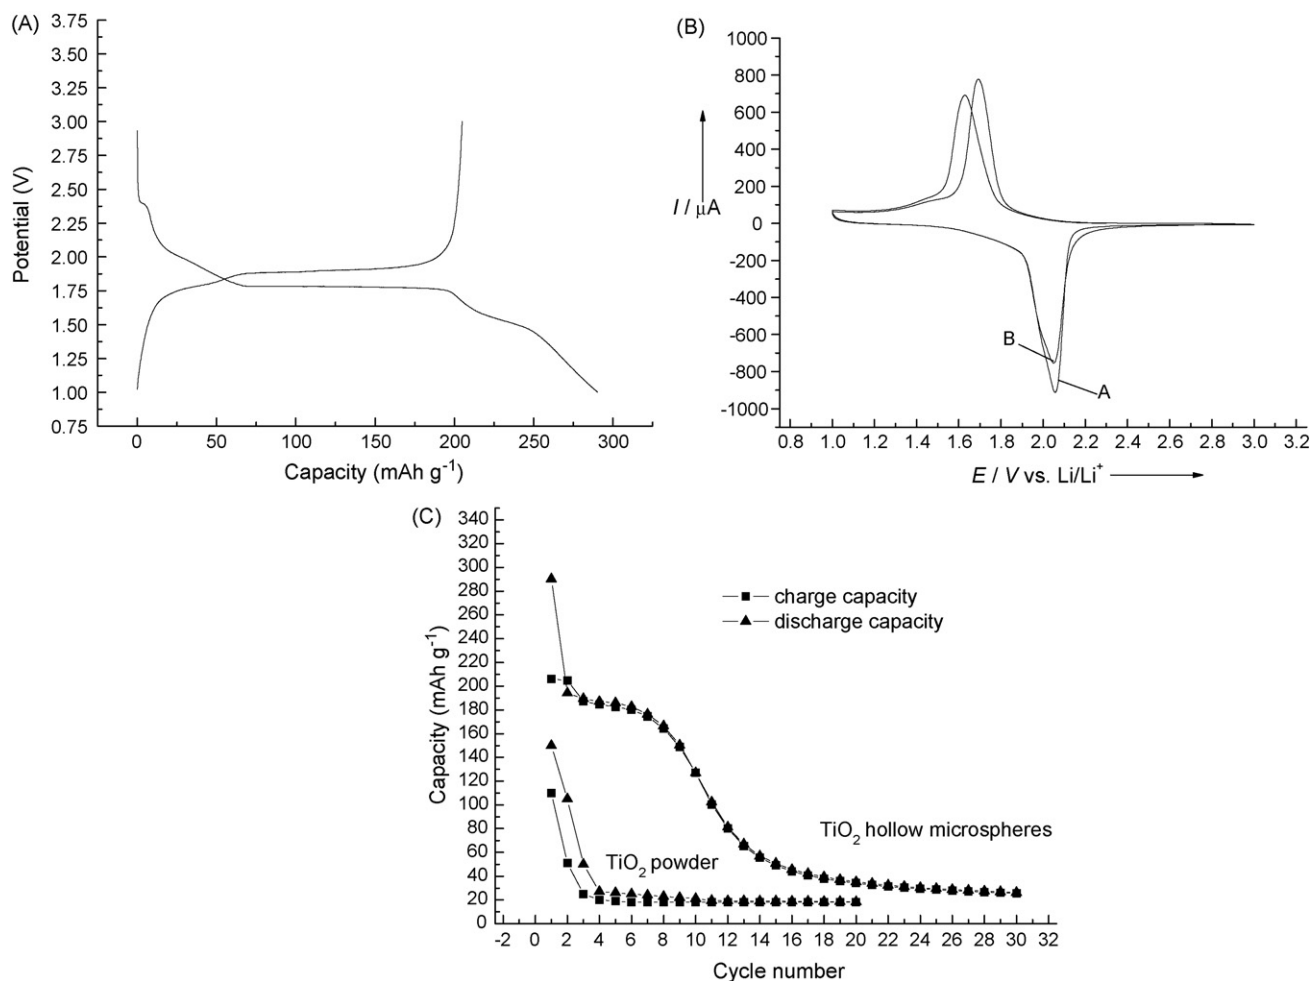 (A)
3.75
3.50
3.25
3.00
2.75
2.50
2.25
2.00
1.75
1.50
1.25
1.00
0.75
Potential (V)
0 50 100 150 200 250 300
Capacity (mAh g⁻¹)
(B)
1000
800
600
400
200
0
-200
-400
-600
-800
-1000
I / μA
B
A
0.8 1.0 1.2 1.4 1.6 1.8 2.0 2.2 2.4 2.6 2.8 3.0 3.2
E / V vs. Li/Li⁺
(C)
340
320
300
280
260
240
220
200
180
160
140
120
100
80
60
40
20
0
Capacity (mAh g⁻¹)
charge capacity
discharge capacity
TiO₂ hollow microspheres
TiO₂ powder
-2 0 2 4 6 8 10 12 14 16 18 20 22 24 26 28 30 32
Cycle number